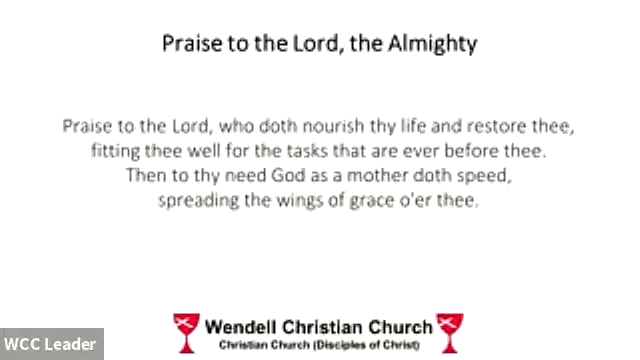 Praise to the Lord, the Almighty
Praise to the Lord, who doth nourish thy life and restore thee,
fitting thee well for the tasks that are ever before thee.
Then to thy need God as a mother doth speed,
spreading the wings of grace o'er thee.
Wendell Christian Church
Christian Church (Disciples of Christ)
WCC Leader